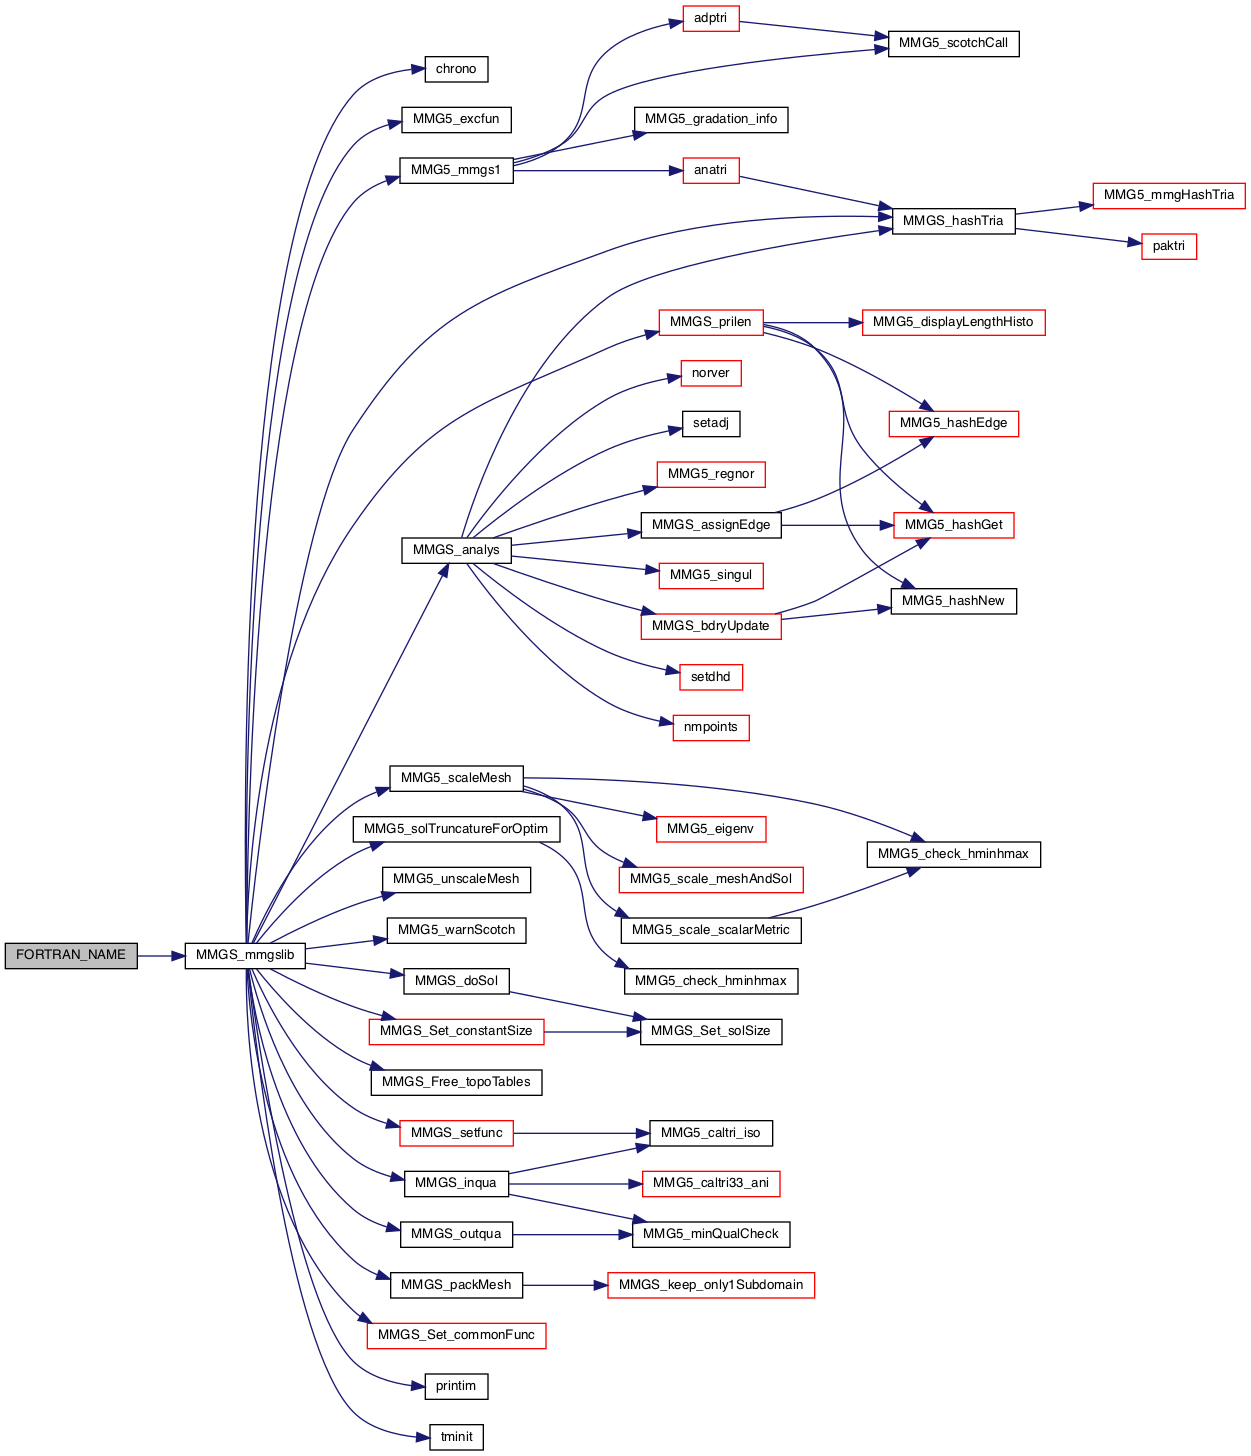 adptri
MMG5_scotchCall
chrono
MMG5_excfun
MMG5_gradation_info
MMG5_mmgs1
anatri
MMG5_mmgHashTria
MMGS_hashTria
paktri
MMGS_prilen
MMG5_displayLengthHisto
norver
setadj
MMG5_hashEdge
MMG5_regnor
MMGS_assignEdge
MMG5_hashGet
MMGS_analys
MMG5_singul
MMG5_hashNew
MMGS_bdryUpdate
setdhd
nmpoints
MMG5_scaleMesh
MMG5_solTruncatureForOptim
MMG5_eigenv
MMG5_check_hminhmax
MMG5_unscaleMesh
MMG5_scale_meshAndSol
MMG5_warnScotch
MMG5_scale_scalarMetric
FORTRAN_NAME
MMGS_mmgslib
MMGS_doSol
MMG5_check_hminhmax
MMGS_Set_constantSize
MMGS_Set_solSize
MMGS_Free_topoTables
MMGS_setfunc
MMG5_caltri_iso
MMGS_inqua
MMG5_caltri33_ani
MMGS_outqua
MMG5_minQualCheck
MMGS_packMesh
MMGS_keep_only1Subdomain
MMGS_Set_commonFunc
printim
tminit